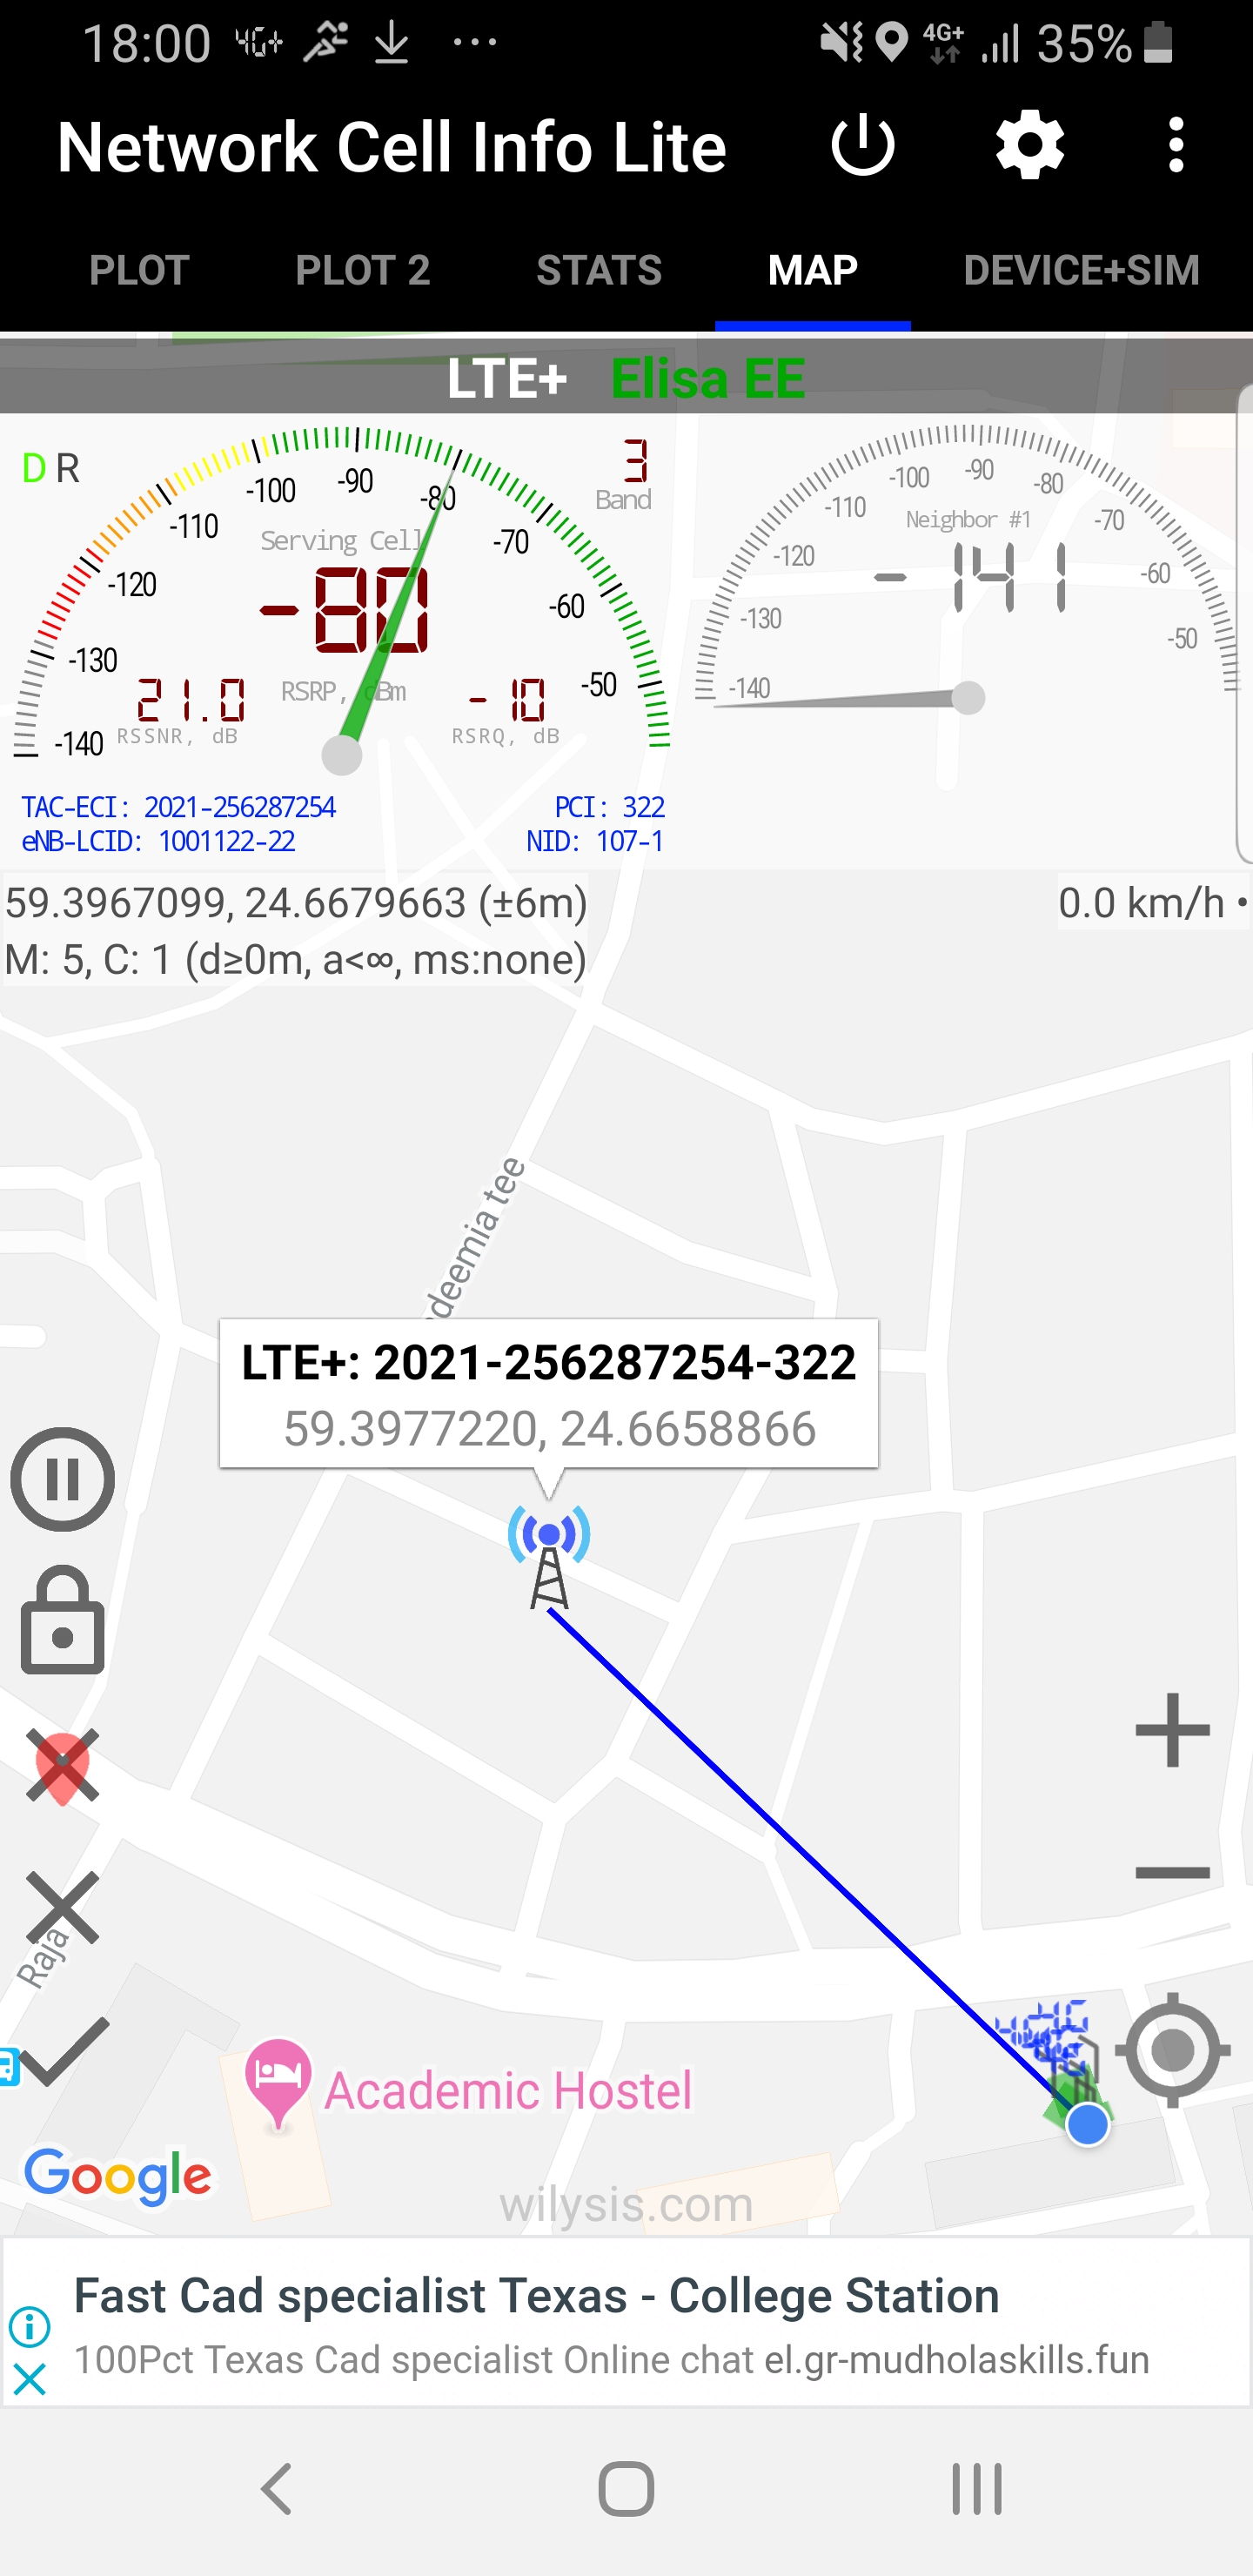 18:00 4G+ 4G+ 35%
Network Cell Info Lite
PLOT PLOT 2 STATS MAP DEVICE+SIM
LTE+ Elisa EE
D R
3
Band
-140 -130 -120 -110 -100 -90 -80 -70 -60 -50
Serving Cell
-80
RSRP, dBm
21.0
RSSNR, dB
-10
RSRQ, dB
-140 -130 -120 -110 -100 -90 -80 -70 -60 -50
Neighbor #1
-141
TAC-ECI: 2021-256287254 PCI: 322
eNB-LCID: 1001122-22 NID: 107-1
59.3967099, 24.6679663 (±6m) 0.0 km/h •
M: 5, C: 1 (d≥0m, a<∞, ms:none)
deemia tee
LTE+: 2021-256287254-322
59.3977220, 24.6658866
Raja
Academic Hostel
Google
wilysis.com
Fast Cad specialist Texas - College Station
100Pct Texas Cad specialist Online chat el.gr-mudholaskills.fun